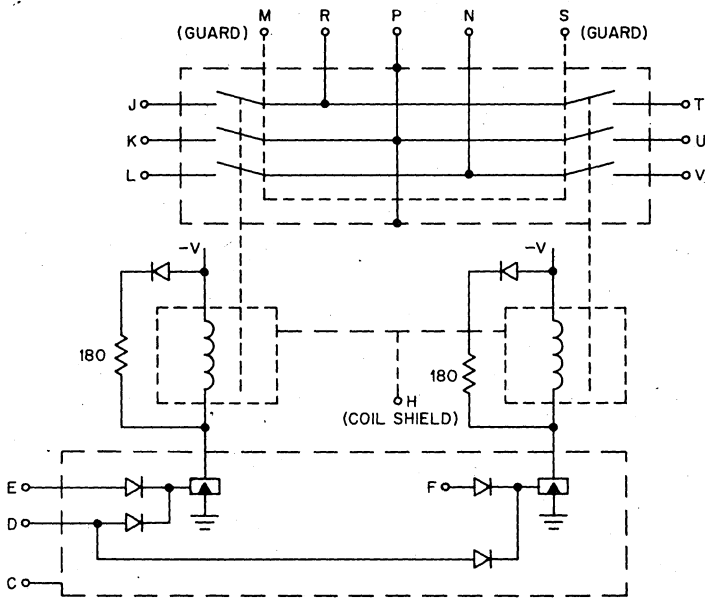 M R P N S
(GUARD) (GUARD)
J T
K U
L V
-V -V
180 180
H
(COIL SHIELD)
E F
D
C